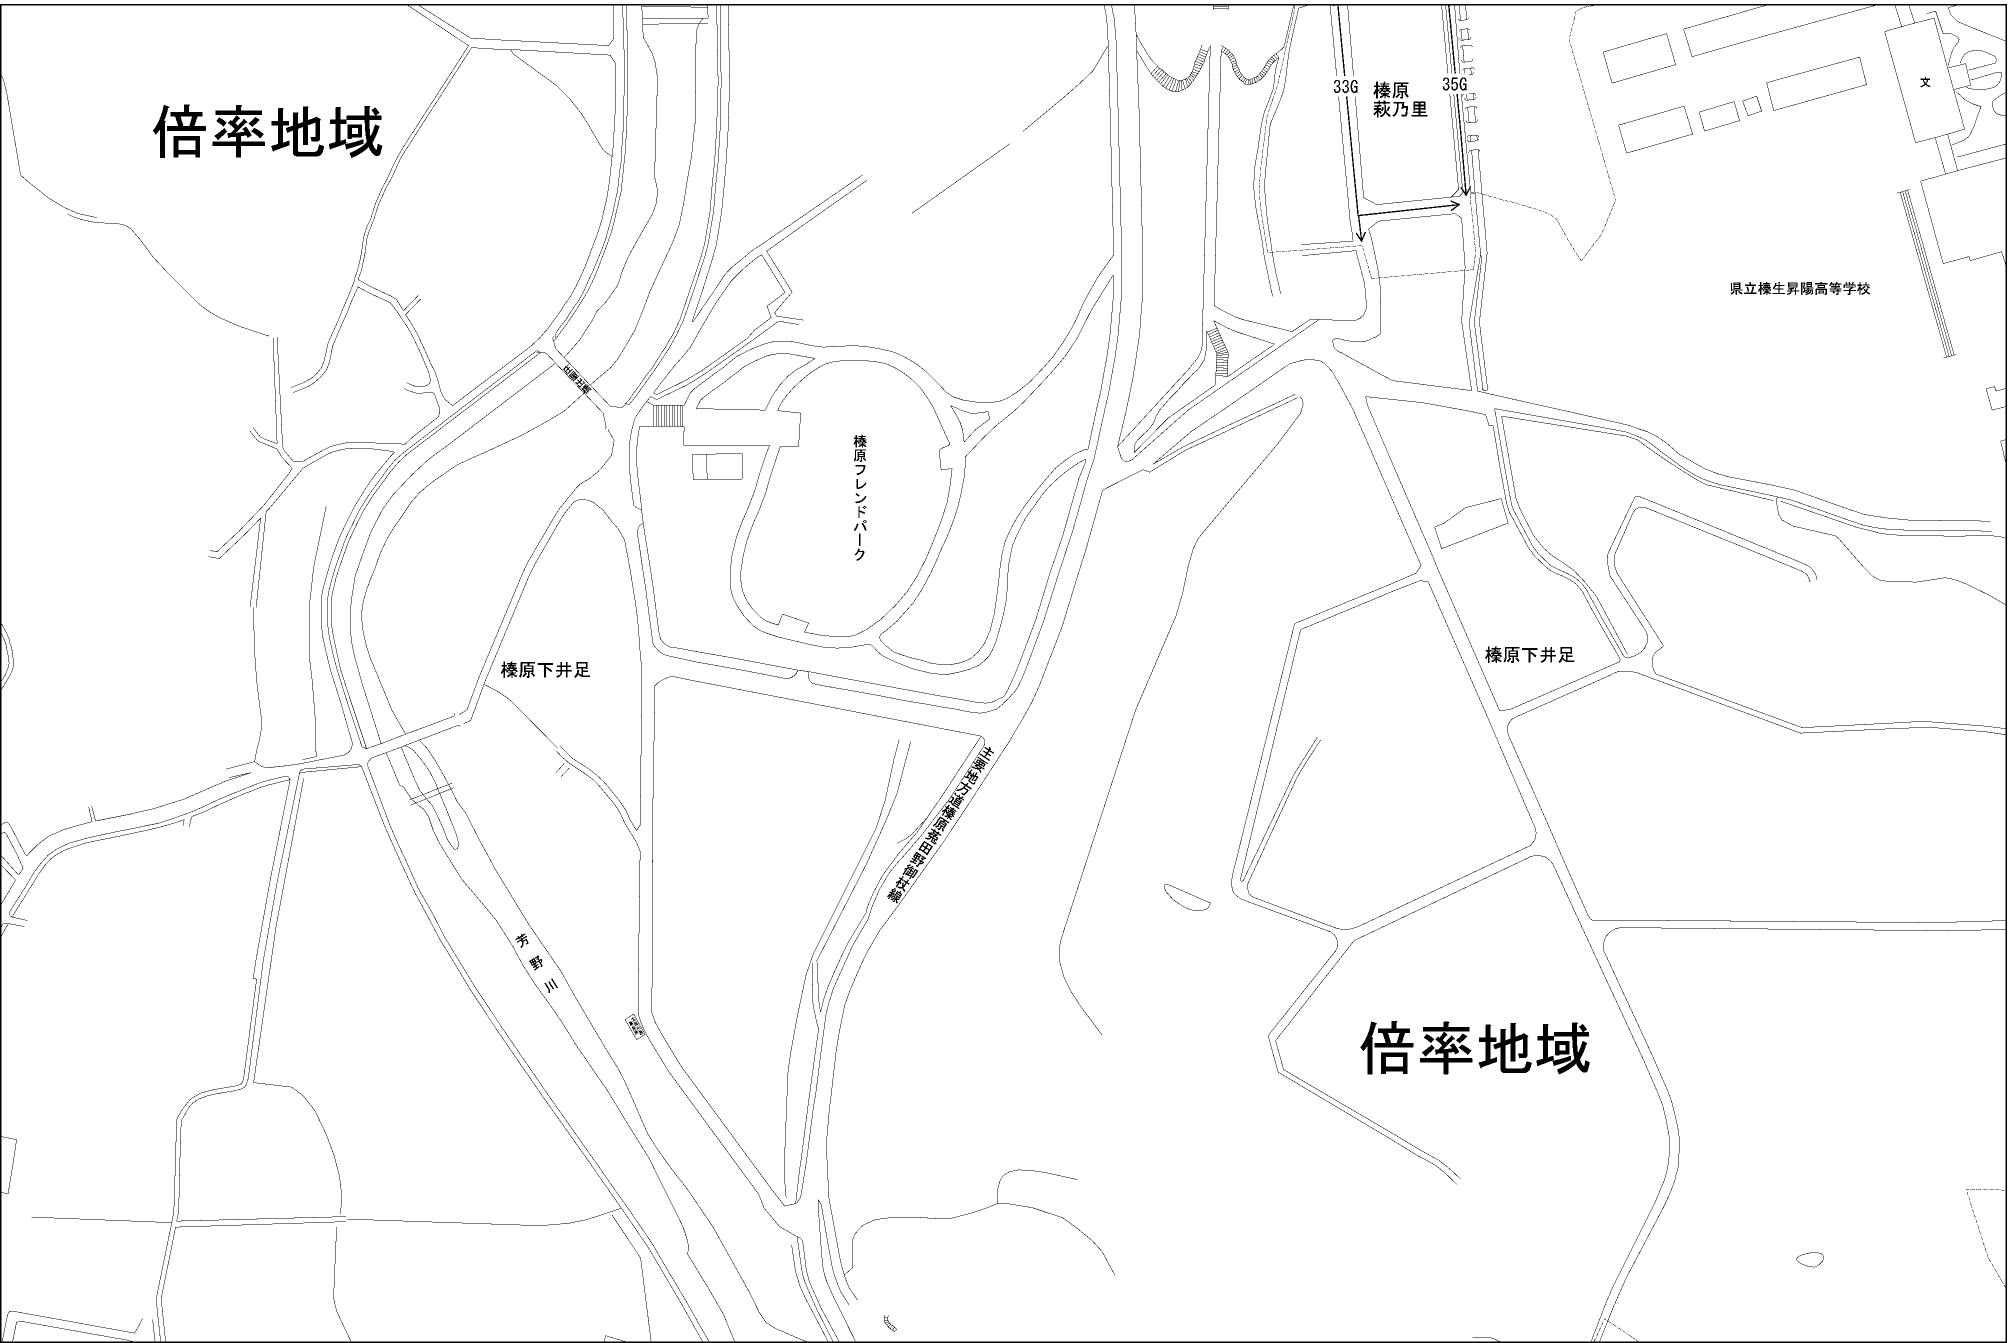 33G
35G
榛原
萩乃里
文
倍率地域
県立榛生昇陽高等学校
榛原フレンドパーク
榛原下井足
榛原下井足
主要地方道榛原菟田野御杖線
芳野川
倍率地域